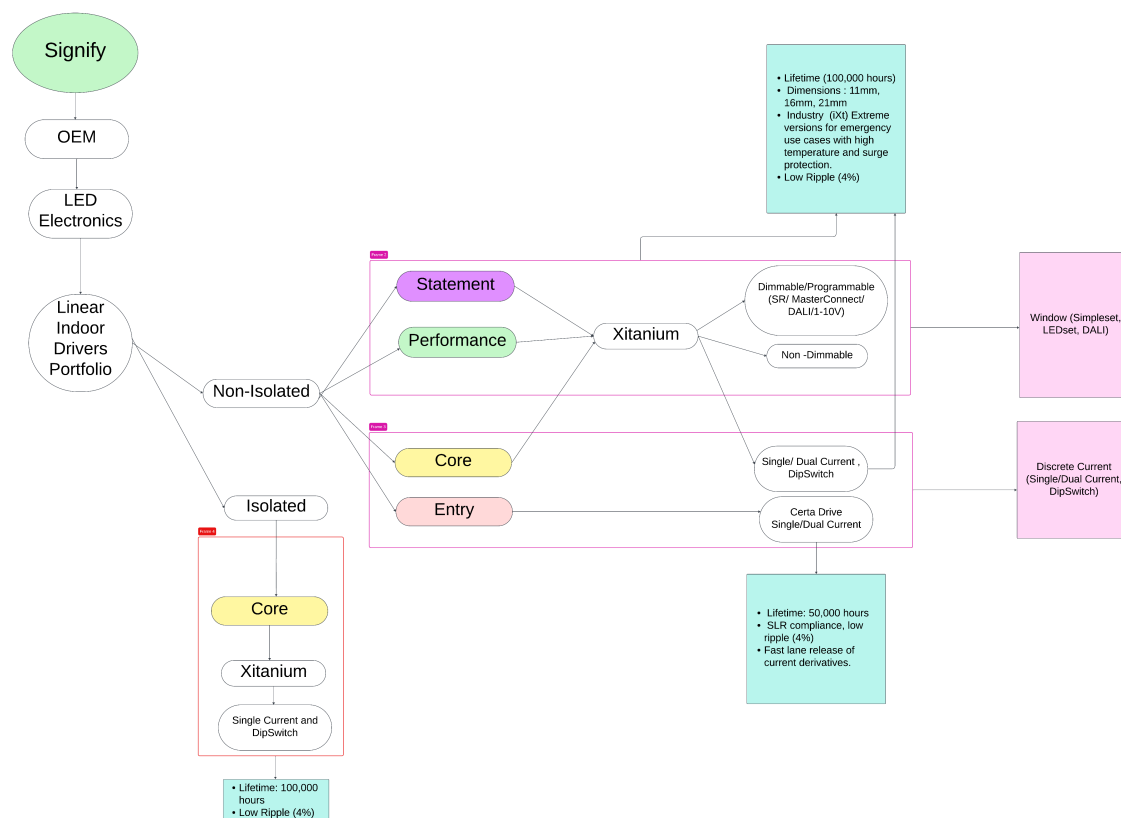 Signify
OEM
LED
Electronics
Linear
Indoor
Drivers
Portfolio
Non-Isolated
Isolated
Frame 4
Core
Xitanium
Single Current and
DipSwitch
• Lifetime: 100,000
hours
• Low Ripple (4%)
Frame 2
Statement
Performance
Xitanium
Dimmable/Programmable
(SR/ MasterConnect/
DALI/1-10V)
Non -Dimmable
Core
Entry
Single/ Dual Current ,
DipSwitch
Certa Drive
Single/Dual Current
• Lifetime (100,000 hours)
• Dimensions : 11mm,
16mm, 21mm
• Industry (iXt) Extreme
versions for emergency
use cases with high
temperature and surge
protection.
• Low Ripple (4%)
• Lifetime: 50,000 hours
• SLR compliance, low
ripple (4%)
• Fast lane release of
current derivatives.
Window (Simpleset,
LEDset, DALI)
Discrete Current
(Single/Dual Current,
DipSwitch)